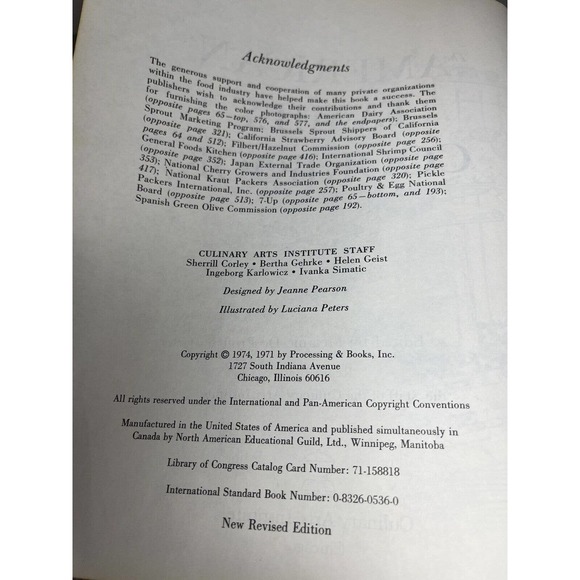 Acknowledgments
The generous support and cooperation of many private organizations
within the food industry have helped make this book a success. The
publishers wish to acknowledge their contributions and thank them
for furnishing the color photographs: American Dairy Association
(opposite pages 65—top, 576, and 577, and the endpapers); Brussels
Sprout Marketing Program; Brussels Sprout Shippers of California
(opposite page 321); California Strawberry Advisory Board (opposite
pages 64 and 512); Filbert/Hazelnut Commission (opposite page 256);
General Foods Kitchen (opposite page 416); International Shrimp Council
(opposite page 352); Japan External Trade Organization (opposite page
353); National Cherry Growers and Industries Foundation (opposite page
417); National Kraut Packers Association (opposite page 320); Pickle
Packers International, Inc. (opposite page 257); Poultry & Egg National
Board (opposite page 513); 7-Up (opposite page 65—bottom, and 193);
Spanish Green Olive Commission (opposite page 192).
CULINARY ARTS INSTITUTE STAFF
Sherrill Corley • Bertha Gehrke • Helen Geist
Ingeborg Karlowicz • Ivanka Simatic
Designed by Jeanne Pearson
Illustrated by Luciana Peters
Copyright © 1974, 1971 by Processing & Books, Inc.
1727 South Indiana Avenue
Chicago, Illinois 60616
All rights reserved under the International and Pan-American Copyright Conventions
Manufactured in the United States of America and published simultaneously in
Canada by North American Educational Guild, Ltd., Winnipeg, Manitoba
Library of Congress Catalog Card Number: 71-158818
International Standard Book Number: 0-8326-0536-0
New Revised Edition